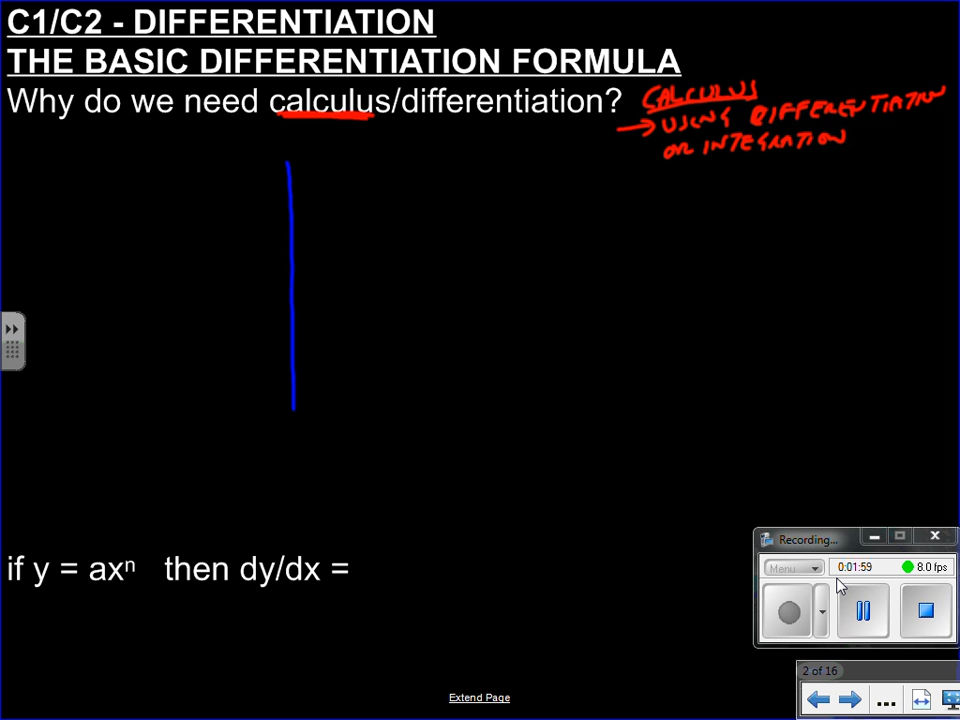 C1/C2 - DIFFERENTIATION
THE BASIC DIFFERENTIATION FORMULA
Why do we need calculus/differentiation?
CALCULUS
→ USING DIFFERENTIATION
OR INTEGRATION
if y = axⁿ then dy/dx =
Recording...
Menu
0:01:59
8.0 fps
2 of 16
Extend Page